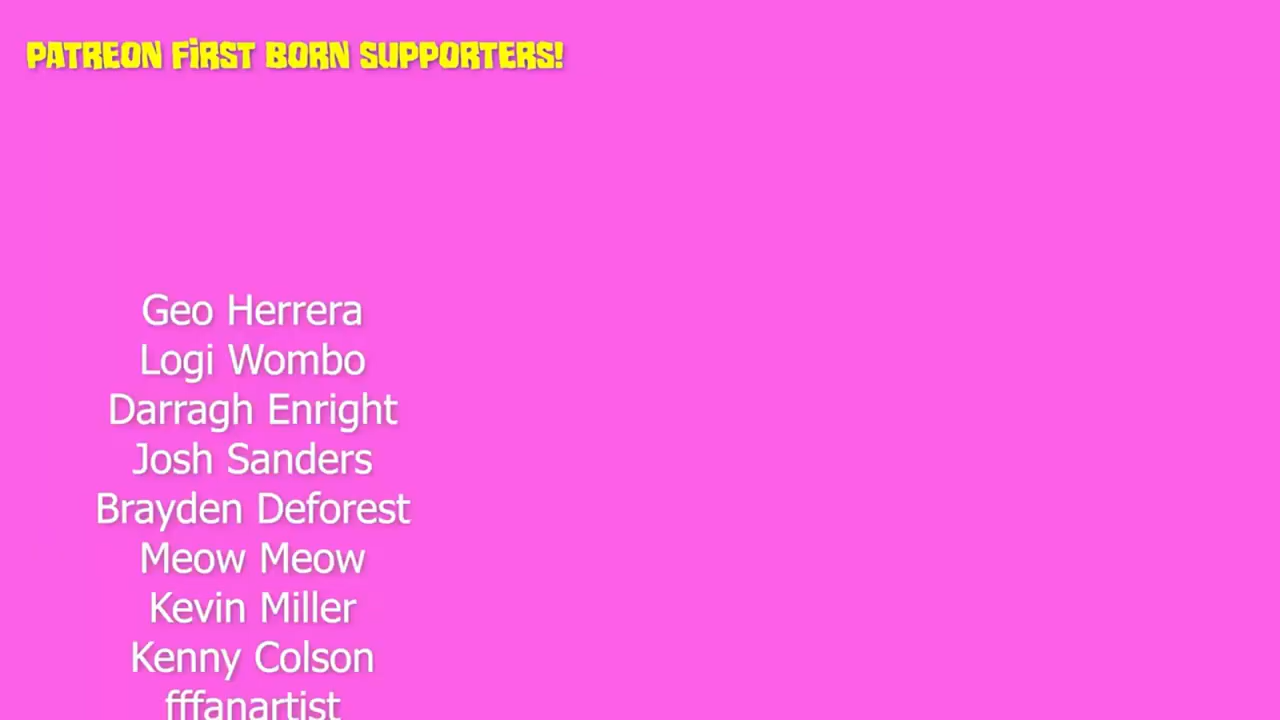 PATREON FiRST BORN SUPPORTERS!
Geo Herrera
Logi Wombo
Darragh Enright
Josh Sanders
Brayden Deforest
Meow Meow
Kevin Miller
Kenny Colson
fffanartist